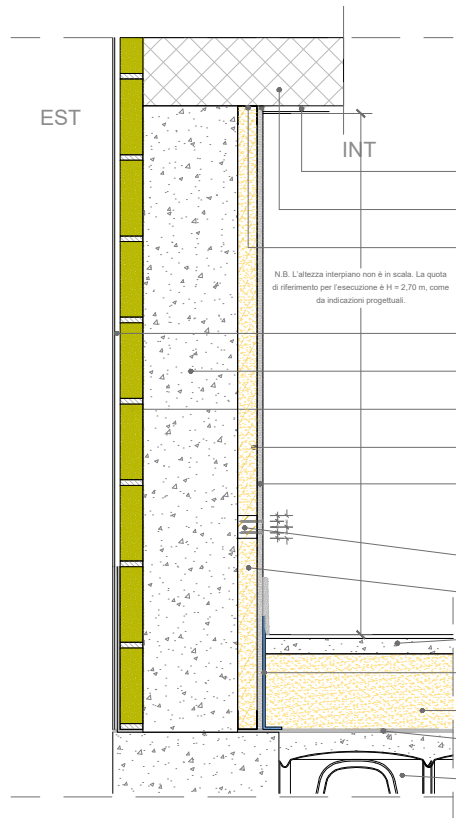 EST
INT
N.B. L'altezza interpiano non è in scala. La quota
di riferimento per l'esecuzione è H = 2,70 m, come
da indicazioni progettuali.